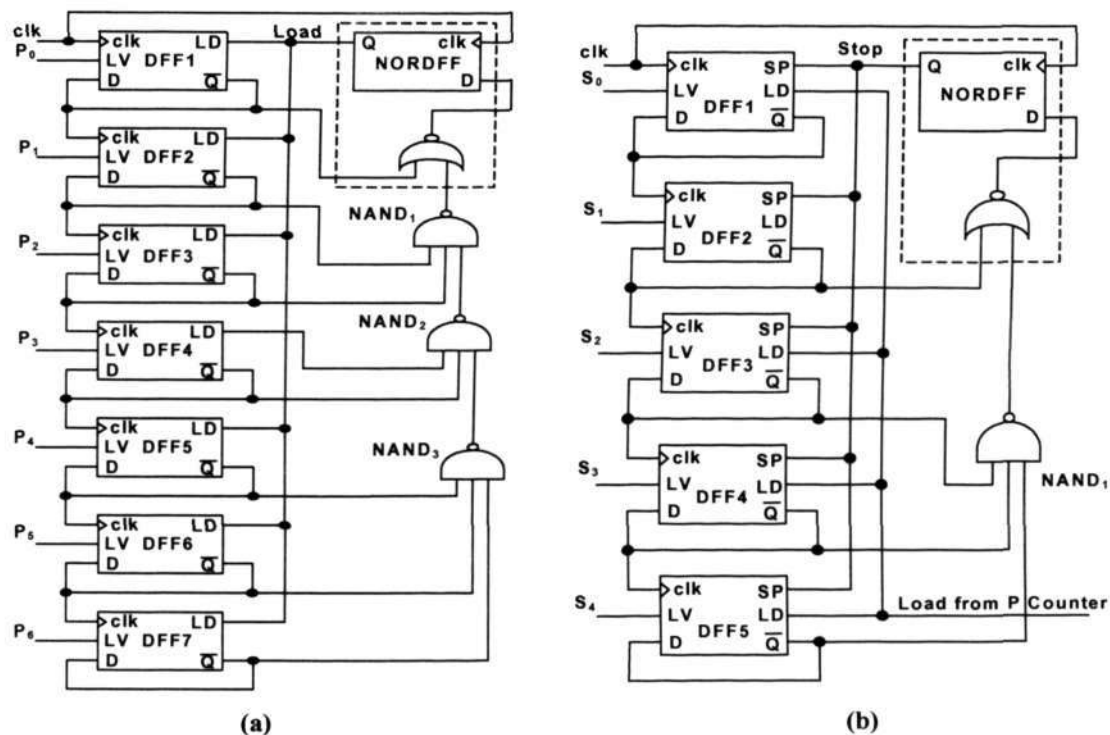 clk
P0
clk LD
LV DFF1
D Q
Load
Q clk
NORDFF
D
P1
clk LD
LV DFF2
D Q
NAND1
P2
clk LD
LV DFF3
D Q
NAND2
P3
clk LD
LV DFF4
D Q
NAND3
P4
clk LD
LV DFF5
D Q
P5
clk LD
LV DFF6
D Q
P6
clk LD
LV DFF7
D Q
(a)
clk
S0
clk SP
LV LD
DFF1
D Q
Stop
Q clk
NORDFF
D
S1
clk SP
LV LD
DFF2
D Q
S2
clk SP
LV LD
DFF3
D Q
S3
clk SP
LV LD
DFF4
D Q
NAND1
S4
clk SP
LV LD
DFF5
D Q
Load from P Counter
(b)